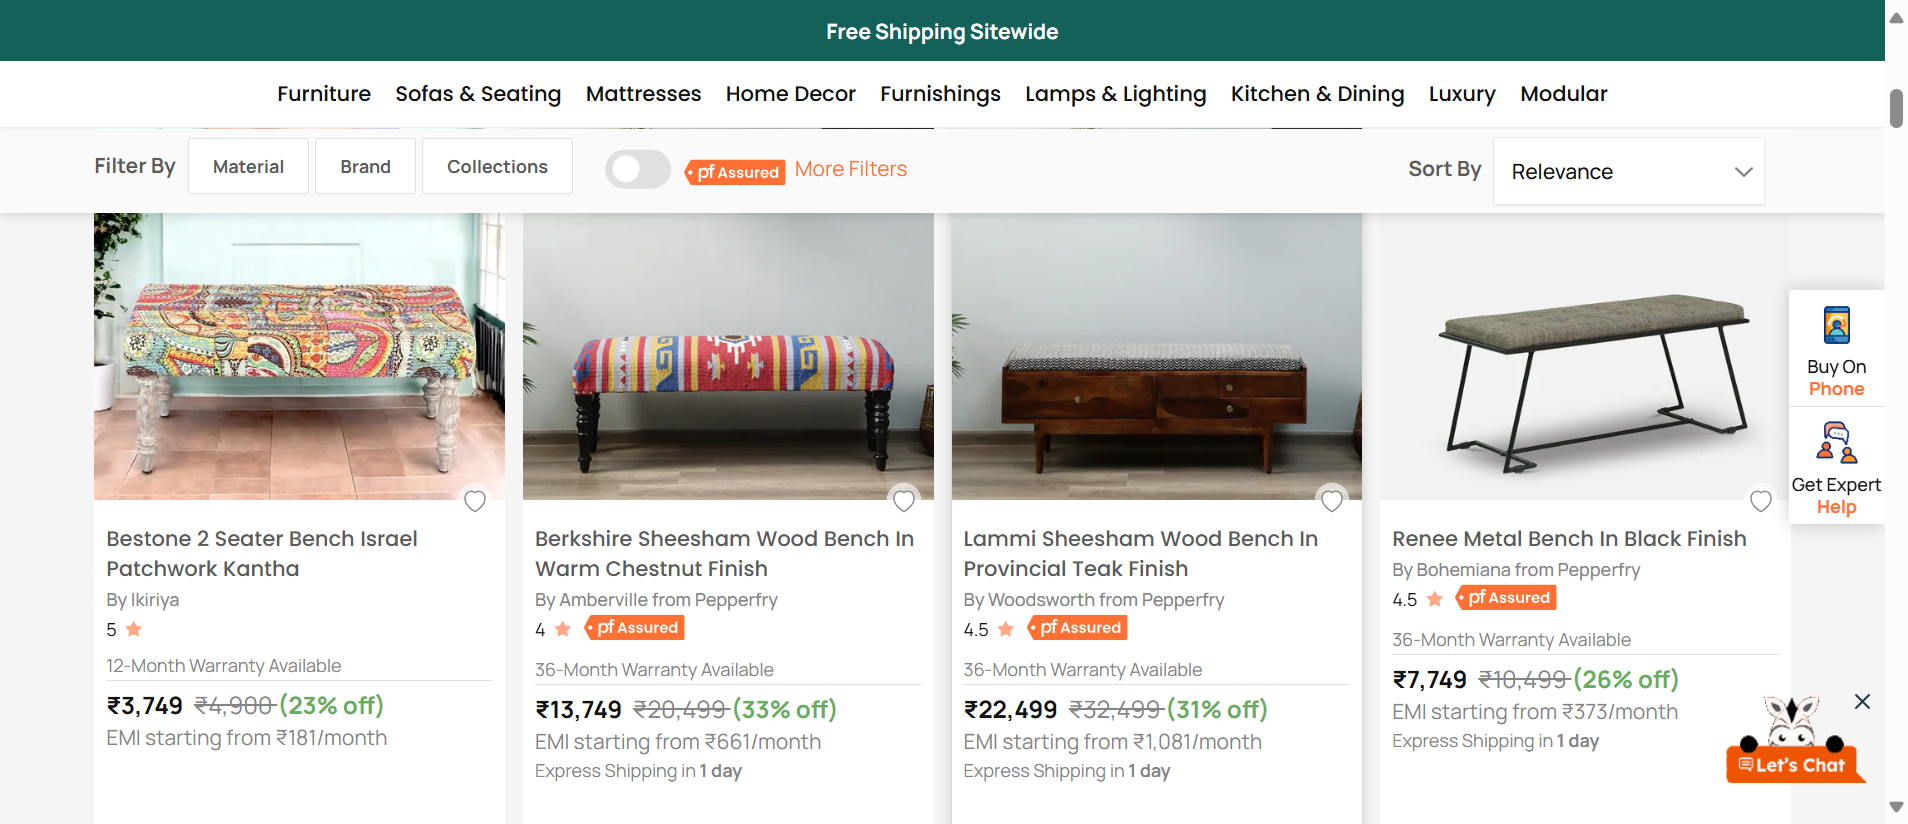 Free Shipping Sitewide
Furniture Sofas & Seating Mattresses Home Decor Furnishings Lamps & Lighting Kitchen & Dining Luxury Modular
Filter By Material Brand Collections pf Assured More Filters Sort By Relevance
Buy On
Phone
Get Expert
Help
Bestone 2 Seater Bench Israel
Patchwork Kantha
By Ikiriya
5
12-Month Warranty Available
₹3,749 ₹4,900 (23% off)
EMI starting from ₹181/month
Berkshire Sheesham Wood Bench In
Warm Chestnut Finish
By Amberville from Pepperfry
4 pf Assured
36-Month Warranty Available
₹13,749 ₹20,499 (33% off)
EMI starting from ₹661/month
Express Shipping in 1 day
Lammi Sheesham Wood Bench In
Provincial Teak Finish
By Woodsworth from Pepperfry
4.5 pf Assured
36-Month Warranty Available
₹22,499 ₹32,499 (31% off)
EMI starting from ₹1,081/month
Express Shipping in 1 day
Renee Metal Bench In Black Finish
By Bohemiana from Pepperfry
4.5 pf Assured
36-Month Warranty Available
₹7,749 ₹10,499 (26% off)
EMI starting from ₹373/month
Express Shipping in 1 day
Let's Chat